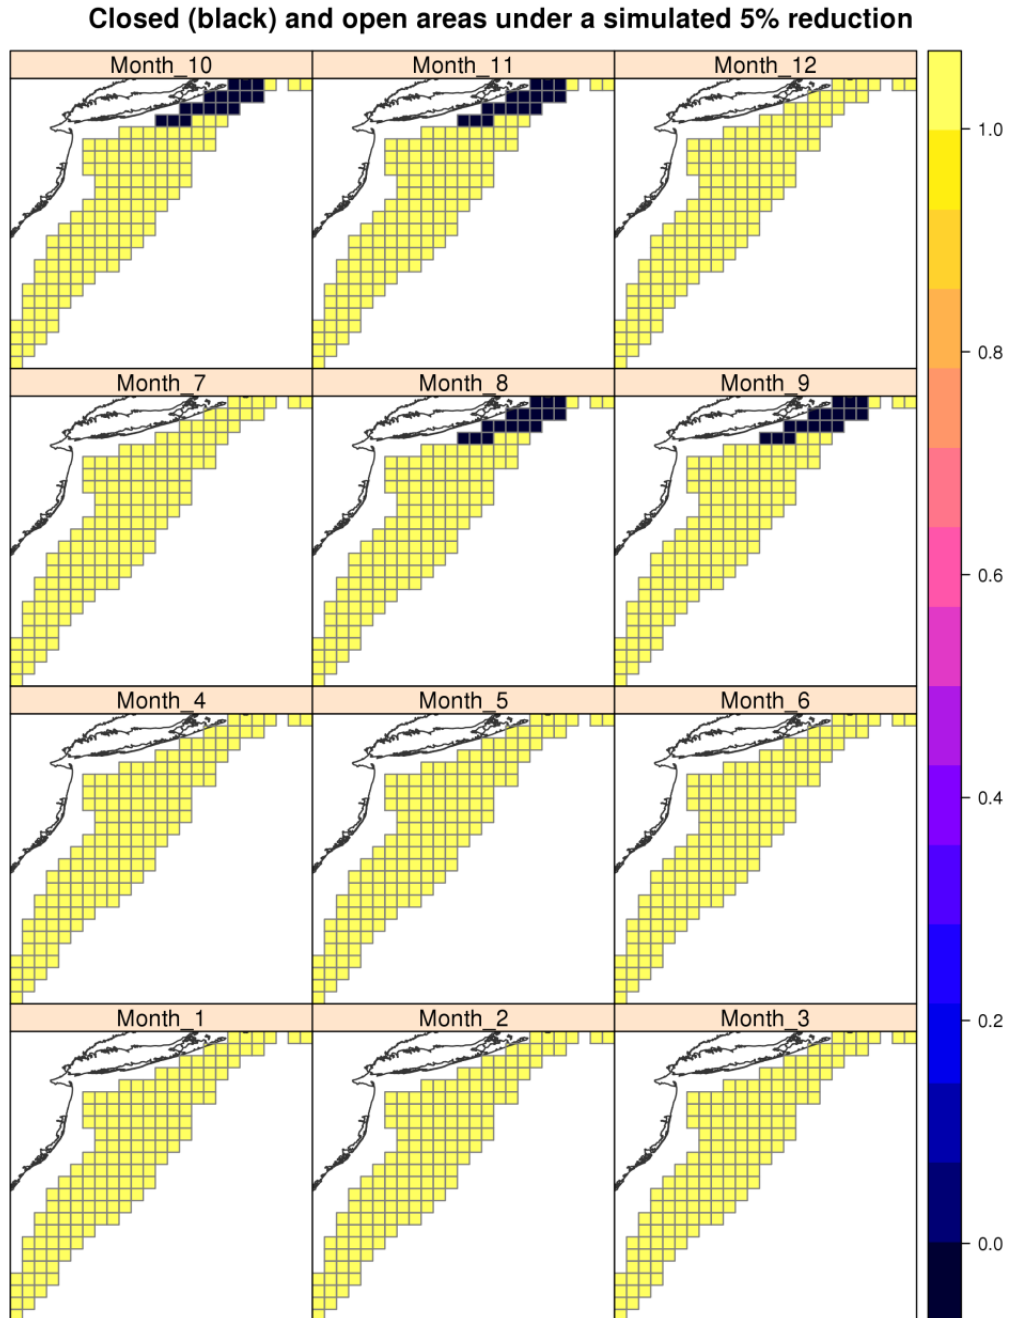 Closed (black) and open areas under a simulated 5% reduction
Month_10
Month_11
Month_12
Month_7
Month_8
Month_9
Month_4
Month_5
Month_6
Month_1
Month_2
Month_3
1.0
0.8
0.6
0.4
0.2
0.0